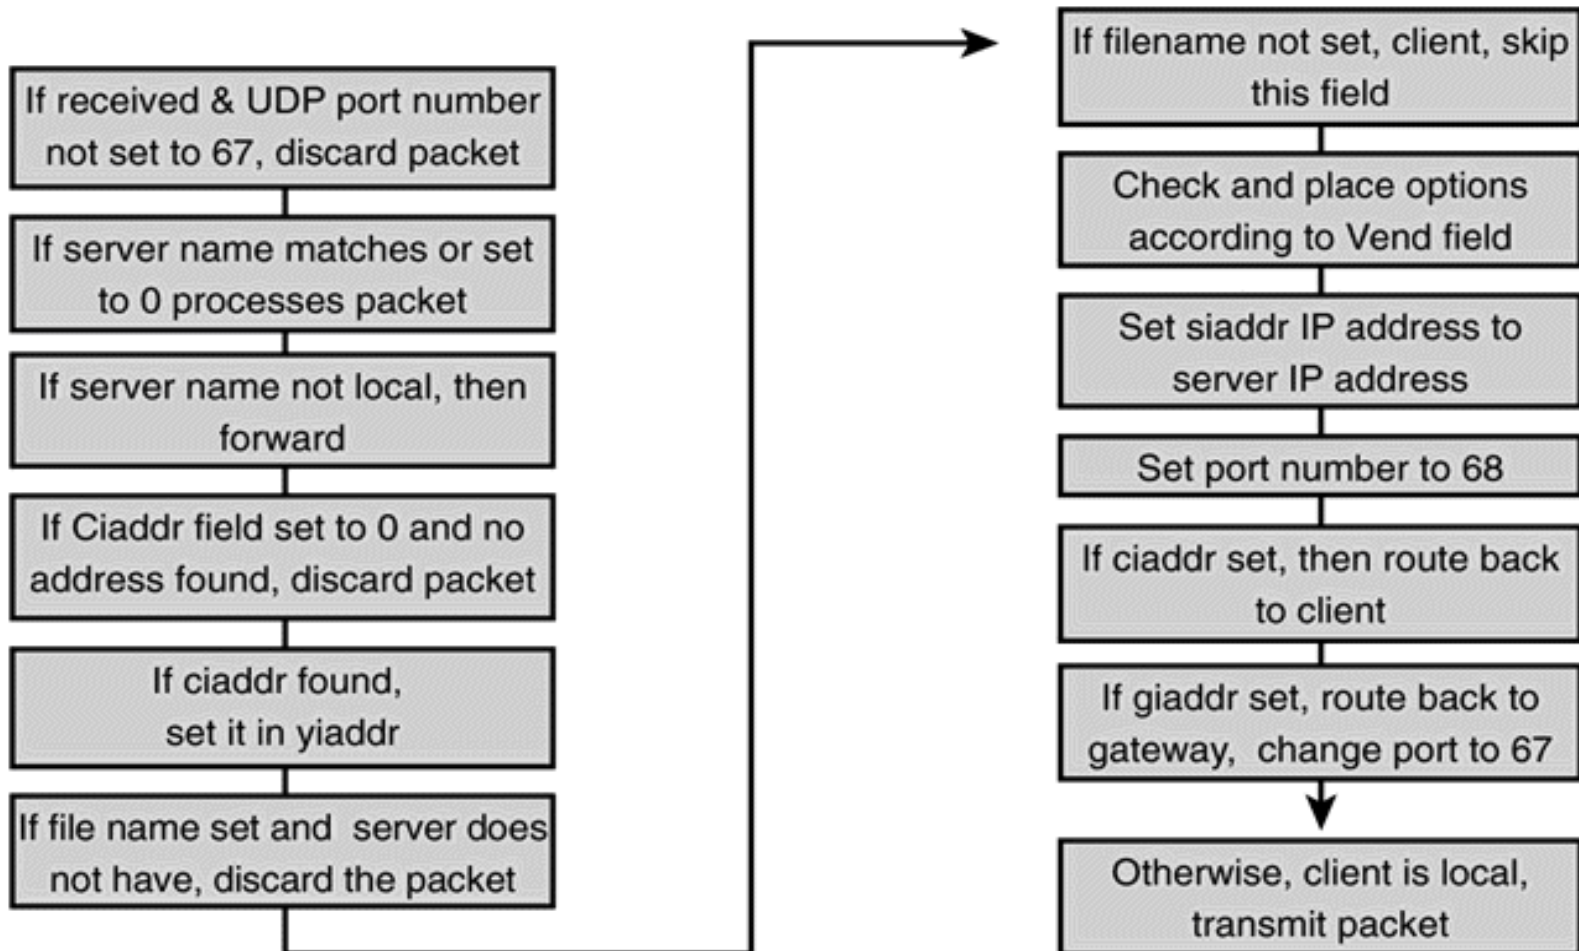 If received & UDP port number
not set to 67, discard packet
If server name matches or set
to 0 processes packet
If server name not local, then
forward
If Ciaddr field set to 0 and no
address found, discard packet
If ciaddr found,
set it in yiaddr
If file name set and server does
not have, discard the packet
If filename not set, client, skip
this field
Check and place options
according to Vend field
Set siaddr IP address to
server IP address
Set port number to 68
If ciaddr set, then route back
to client
If giaddr set, route back to
gateway, change port to 67
Otherwise, client is local,
transmit packet